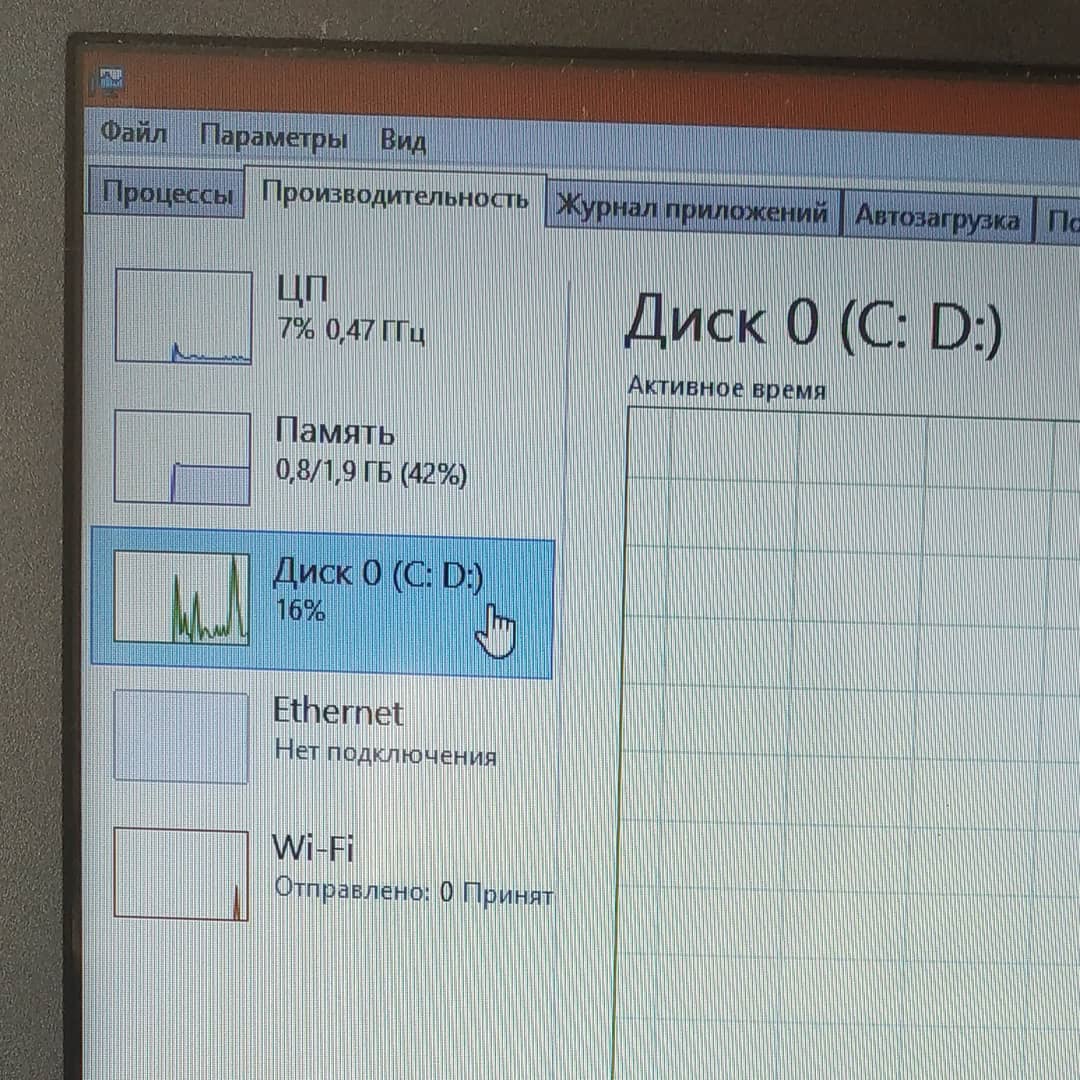 Файл Параметры Вид
Процессы Производительность Журнал приложений Автозагрузка
ЦП
7% 0,47 ГГц
Память
0,8/1,9 ГБ (42%)
Диск 0 (C: D:)
16%
Ethernet
Нет подключения
Wi-Fi
Отправлено: 0 Принят
Диск 0 (C: D:)
Активное время